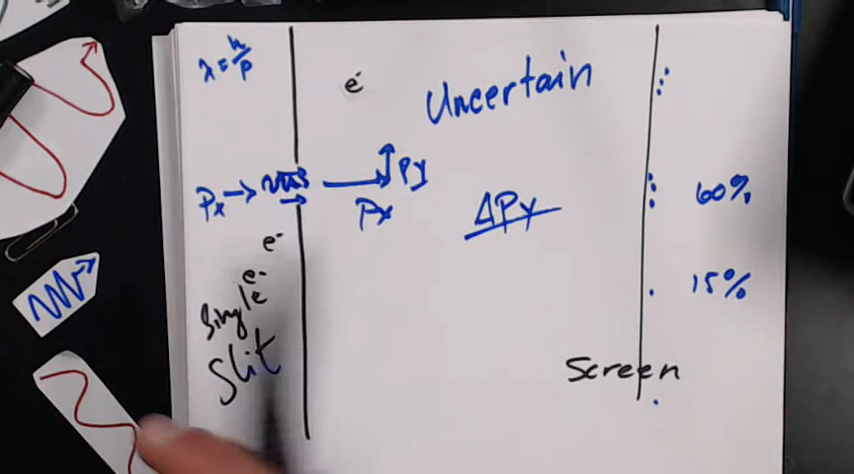 λ = h/p
e⁻
Uncertain
Px →
Py
Px
ΔPy
60%
e⁻
e⁻
e⁻
15%
Single
Slit
Screen